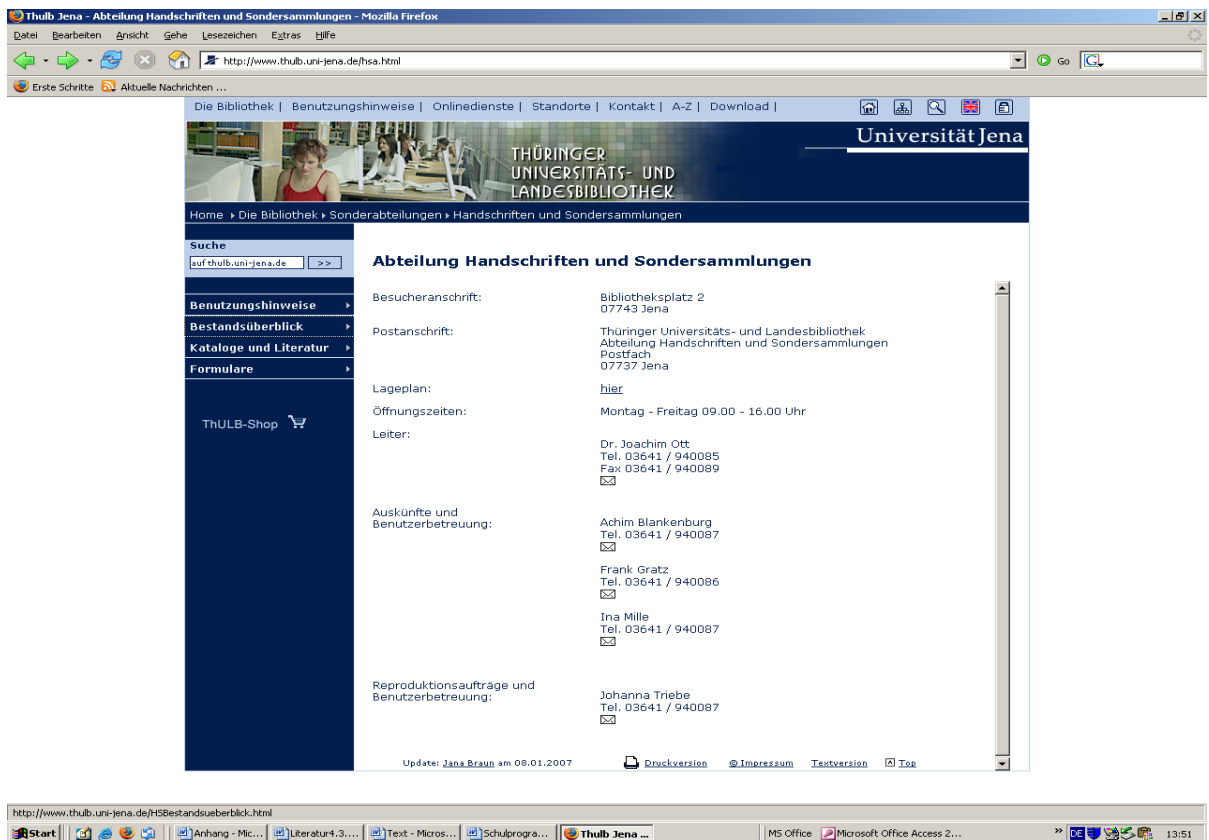 Thulb Jena - Abteilung Handschriften und Sondersammlungen - Mozilla Firefox
Datei Bearbeiten Ansicht Gehe Lesezeichen Extras Hilfe
http://www.thulb.uni-jena.de/hsa.html Go
Erste Schritte Aktuelle Nachrichten ...
Die Bibliothek | Benutzungshinweise | Onlinedienste | Standorte | Kontakt | A-Z | Download |
Universität Jena
THÜRINGER
UNIVERSITÄTS- UND
LANDESBIBLIOTHEK
Home Die Bibliothek Sonderabteilungen Handschriften und Sondersammlungen
Suche
auf thulb.uni-jena.de >>
Benutzungshinweise
Bestandsüberblick
Kataloge und Literatur
Formulare
ThULB-Shop
Abteilung Handschriften und Sondersammlungen
Besucheranschrift: Bibliotheksplatz 2
07743 Jena
Postanschrift: Thüringer Universitäts- und Landesbibliothek
Abteilung Handschriften und Sondersammlungen
Postfach
07737 Jena
Lageplan: hier
Öffnungszeiten: Montag - Freitag 09.00 - 16.00 Uhr
Leiter:
Dr. Joachim Ott
Tel. 03641 / 940085
Fax 03641 / 940089
Auskünfte und
Benutzerbetreuung: Achim Blankenburg
Tel. 03641 / 940087
Frank Gratz
Tel. 03641 / 940086
Ina Mille
Tel. 03641 / 940087
Reproduktionsaufträge und
Benutzerbetreuung: Johanna Triebe
Tel. 03641 / 940087
Update: Jana Braun am 08.01.2007 Druckversion @ Impressum Textversion Top
http://www.thulb.uni-jena.de/HSBestandsueberblick.html
Start Anhang - Mic... Literatur4.3.... Text - Micros... Schulprogra... Thulb Jena ... MS Office Microsoft Office Access 2... » DE 13:51